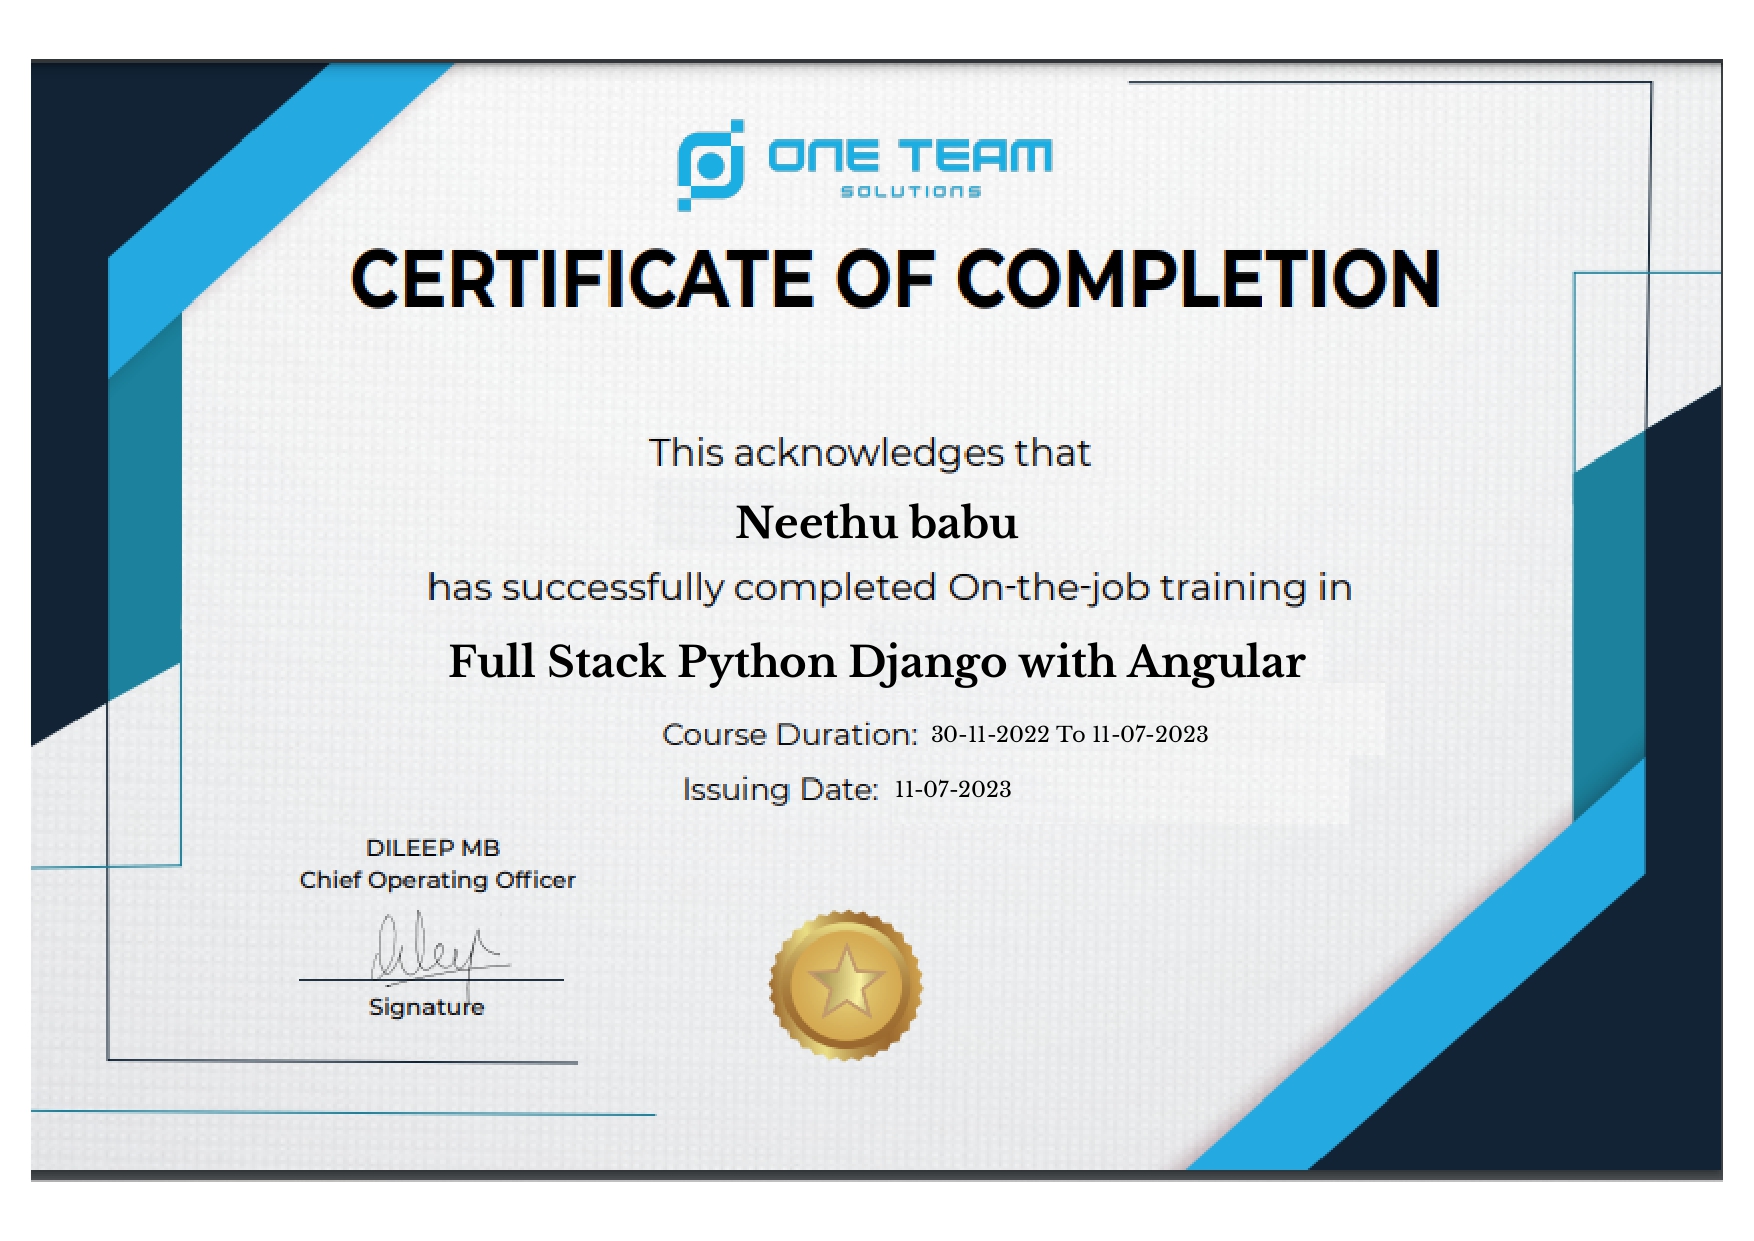 ONE TEAM
SOLUTIONS
CERTIFICATE OF COMPLETION
This acknowledges that
Neethu babu
has successfully completed On-the-job training in
Full Stack Python Django with Angular
Course Duration: 30-11-2022 To 11-07-2023
Issuing Date: 11-07-2023
DILEEP MB
Chief Operating Officer
Dileep
Signature